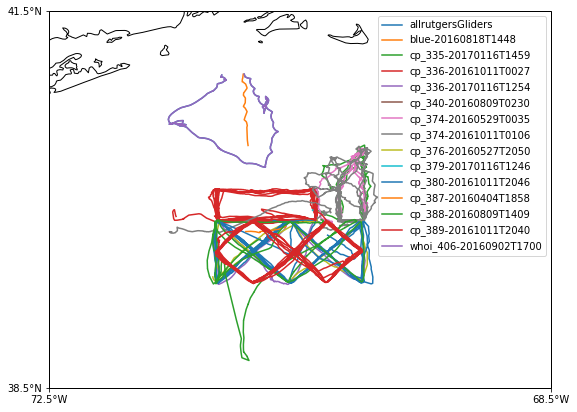 41.5°N
allrutgersGliders
blue-20160818T1448
cp_335-20170116T1459
cp_336-20161011T0027
cp_336-20170116T1254
cp_340-20160809T0230
cp_374-20160529T0035
cp_374-20161011T0106
cp_376-20160527T2050
cp_379-20170116T1246
cp_380-20161011T2046
cp_387-20160404T1858
cp_388-20160809T1409
cp_389-20161011T2040
whoi_406-20160902T1700
38.5°N
72.5°W 68.5°W